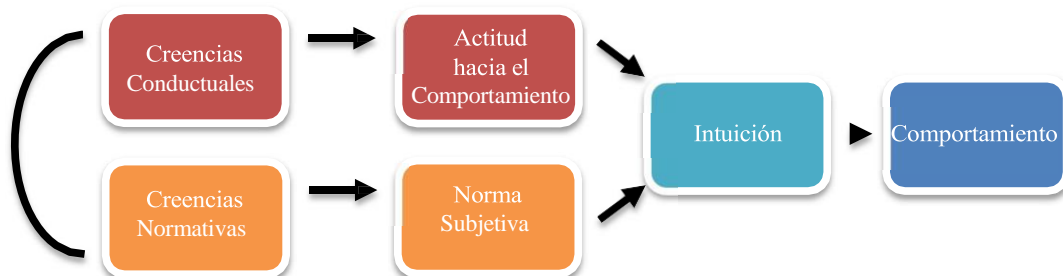 Creencias
Conductuales
Actitud
hacia el
Comportamiento
Intuición
Comportamiento
Creencias
Normativas
Norma
Subjetiva